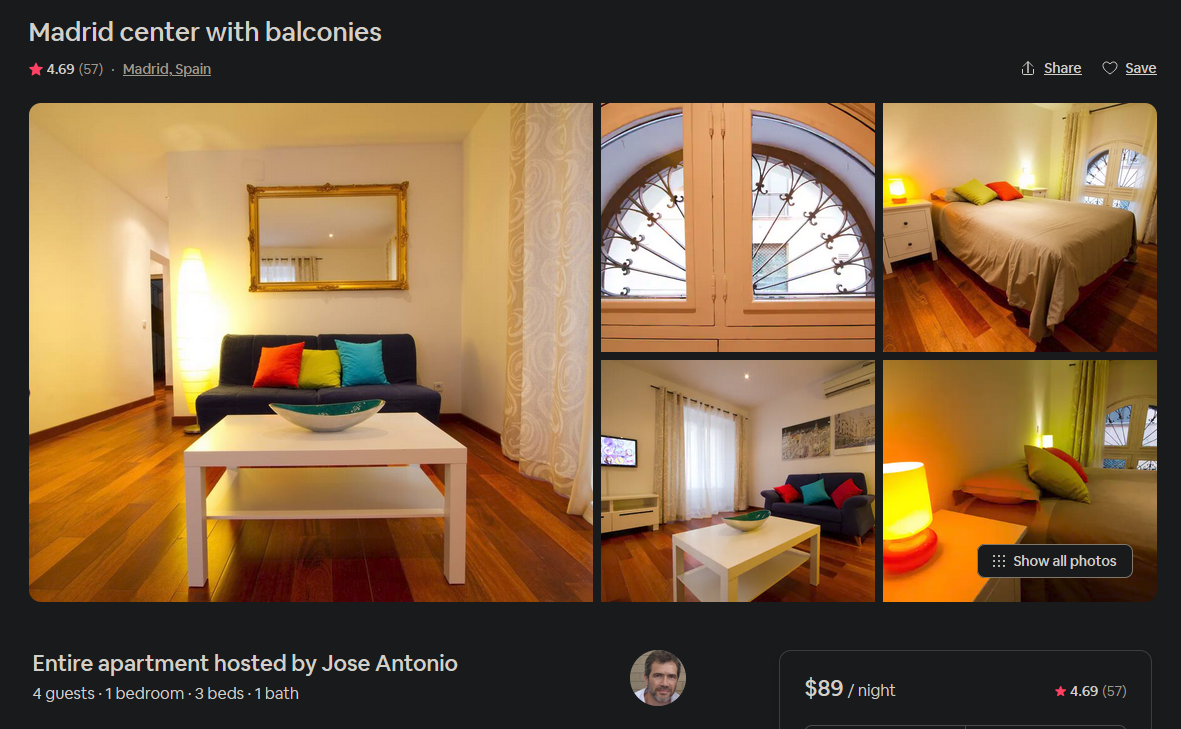 Madrid center with balconies
4.69 (57) · Madrid, Spain
Share
Save
Show all photos
Entire apartment hosted by Jose Antonio
4 guests · 1 bedroom · 3 beds · 1 bath
$89 / night
4.69 (57)